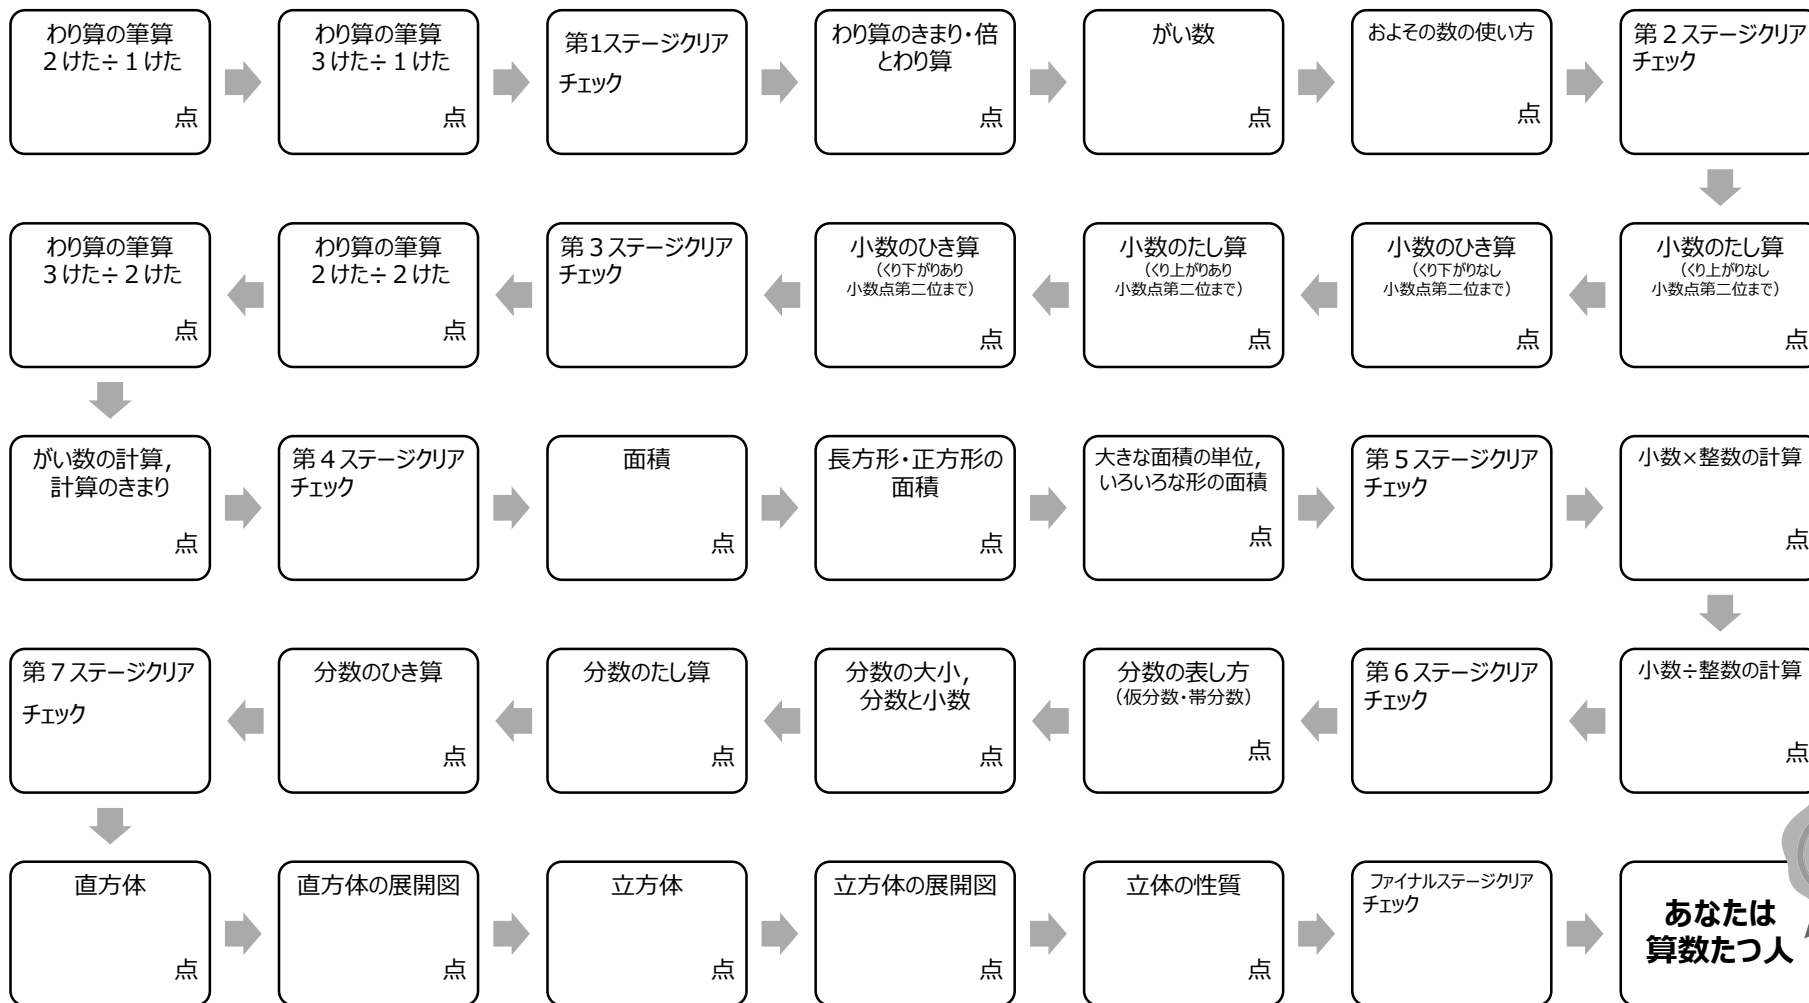 わり算の筆算
２けた÷１けた
点
わり算の筆算
３けた÷１けた
点
第1ステージクリア
チェック
わり算のきまり・倍
とわり算
点
がい数
点
およその数の使い方
点
第２ステージクリア
チェック
小数のたし算
（くり上がりなし
小数点第二位まで）
点
小数のひき算
（くり下がりなし
小数点第二位まで）
点
小数のたし算
（くり上がりあり
小数点第二位まで）
点
小数のひき算
（くり下がりあり
小数点第二位まで）
点
第３ステージクリア
チェック
わり算の筆算
２けた÷２けた
点
わり算の筆算
３けた÷２けた
点
がい数の計算，
計算のきまり
点
第４ステージクリア
チェック
面積
点
長方形・正方形の
面積
点
大きな面積の単位，
いろいろな形の面積
点
第５ステージクリア
チェック
小数×整数の計算
点
小数÷整数の計算
点
第６ステージクリア
チェック
分数の表し方
（仮分数・帯分数）
点
分数の大小，
分数と小数
点
分数のたし算
点
分数のひき算
点
第７ステージクリア
チェック
直方体
点
直方体の展開図
点
立方体
点
立方体の展開図
点
立体の性質
点
ファイナルステージクリア
チェック
あなたは
算数たつ人